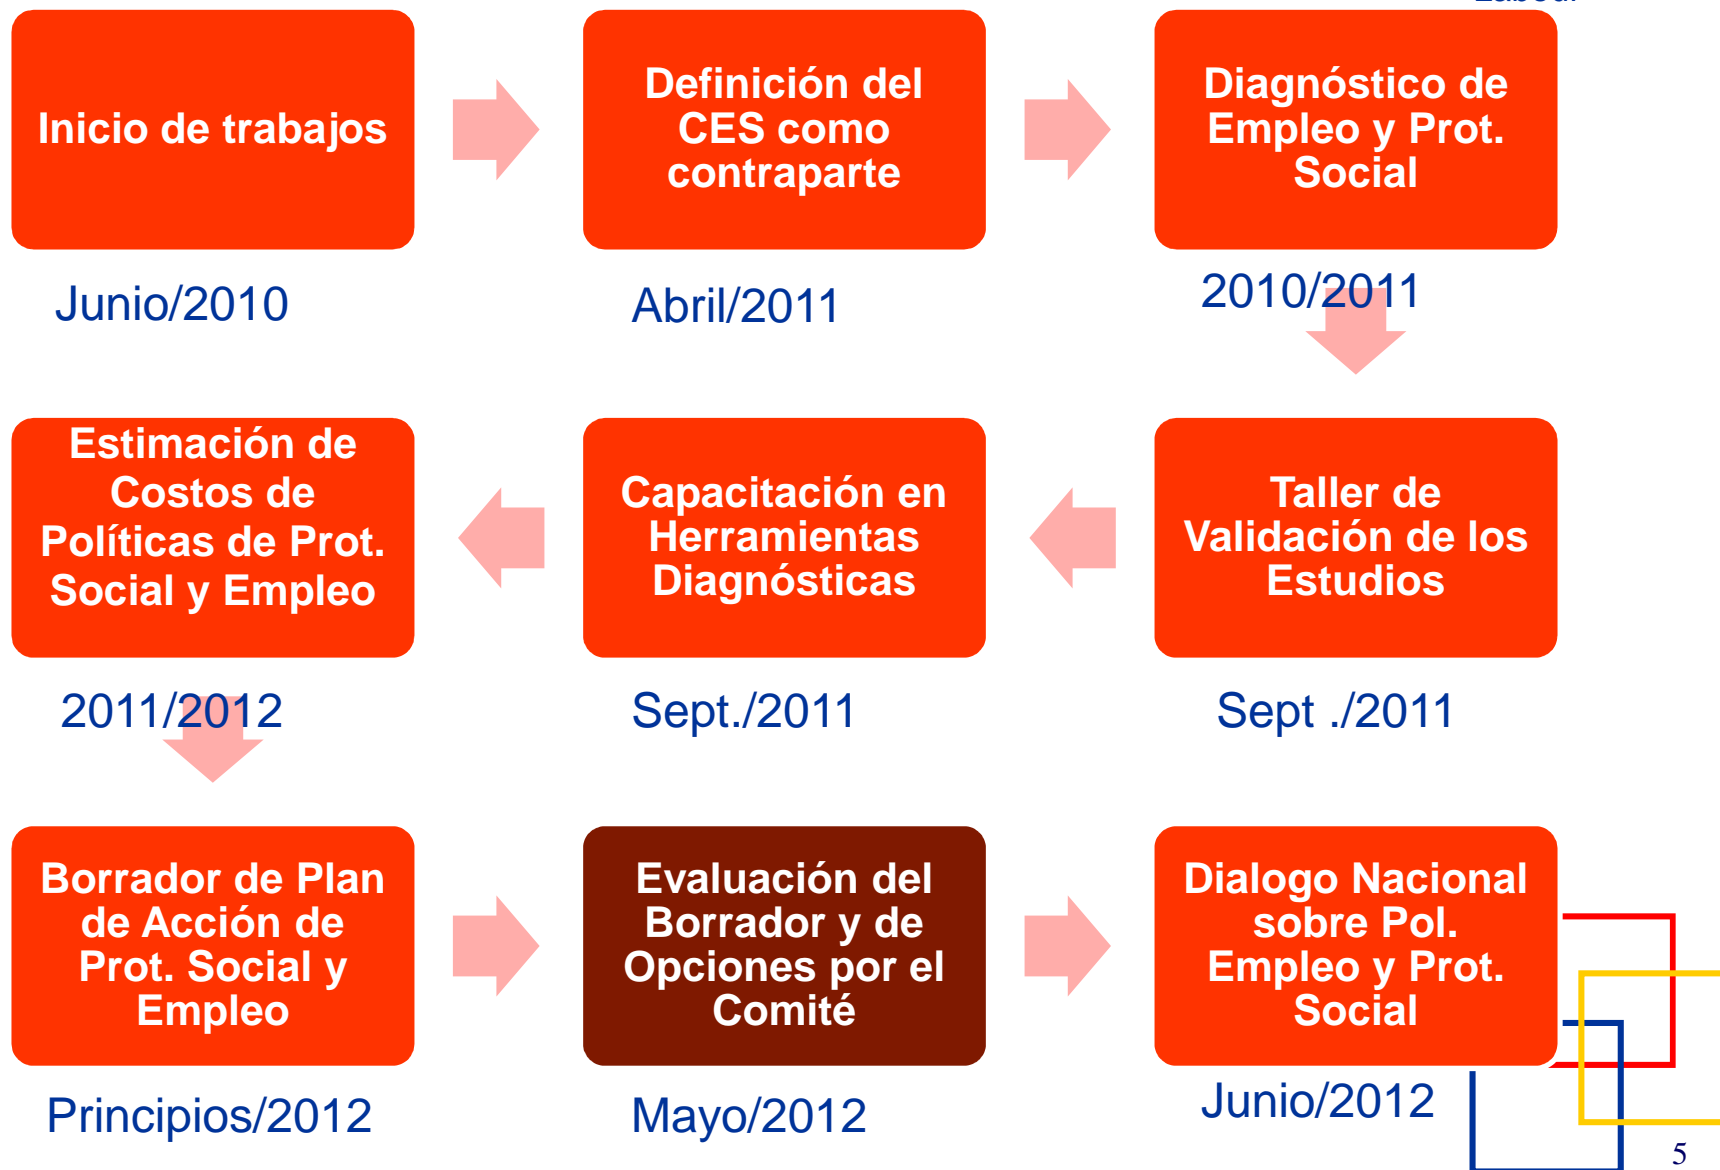 Inicio de trabajos
Definición del
CES como
contraparte
Diagnóstico de
Empleo y Prot.
Social
Junio/2010
Abril/2011
2010/2011
Estimación de
Costos de
Políticas de Prot.
Social y Empleo
Capacitación en
Herramientas
Diagnósticas
Taller de
Validación de los
Estudios
2011/2012
Sept./2011
Sept ./2011
Borrador de Plan
de Acción de
Prot. Social y
Empleo
Evaluación del
Borrador y de
Opciones por el
Comité
Dialogo Nacional
sobre Pol.
Empleo y Prot.
Social
Principios/2012
Mayo/2012
Junio/2012
5